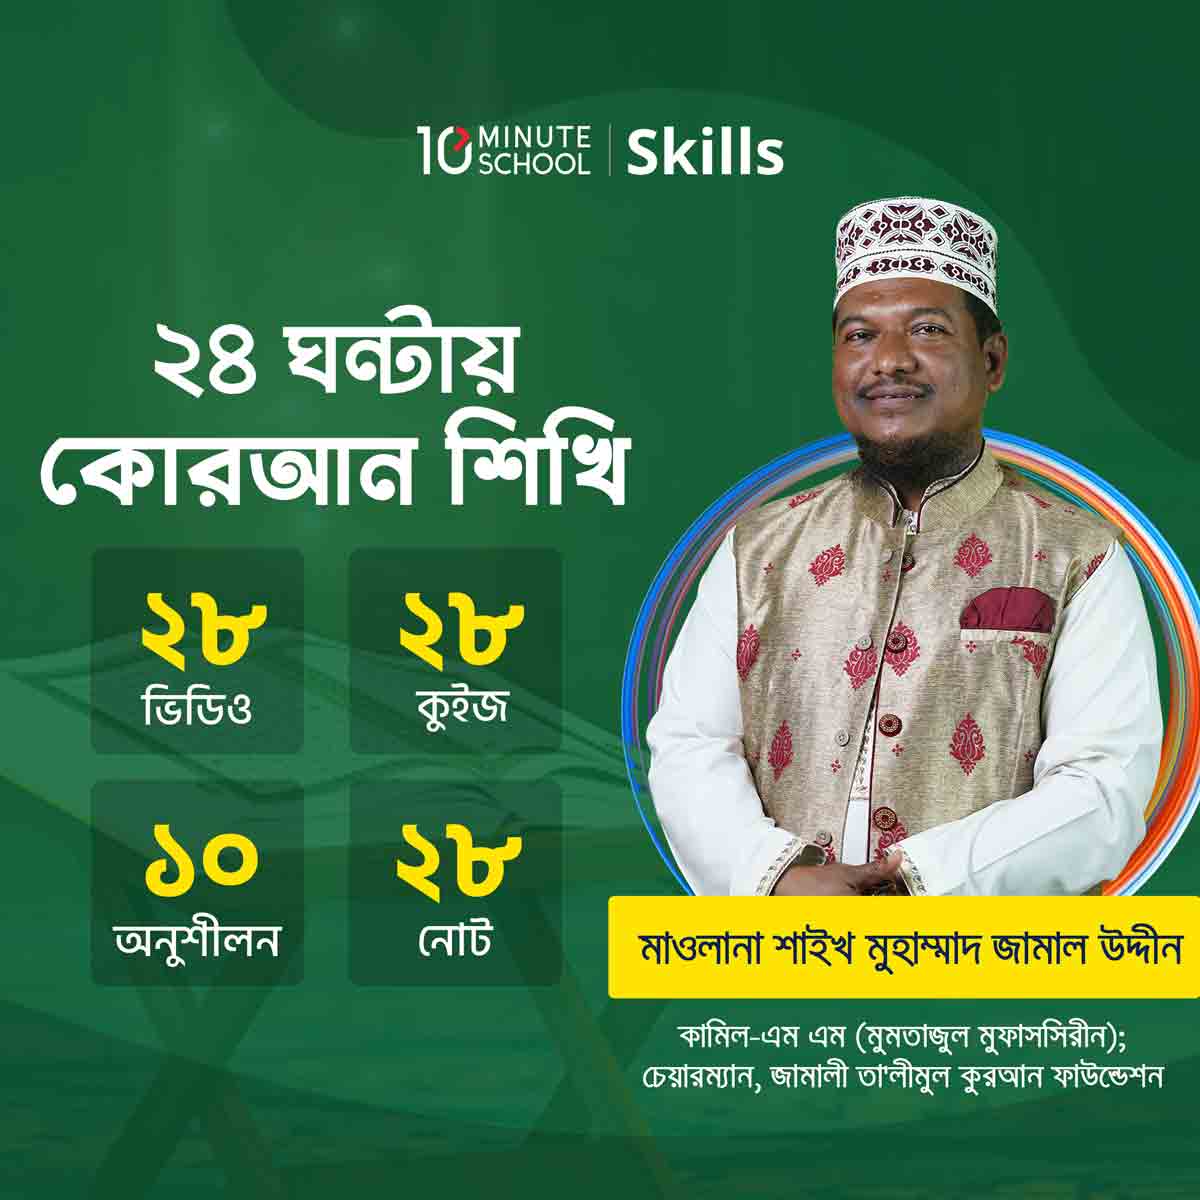 10 MINUTE SCHOOL | Skills
২৪ ঘন্টায়
কোরআন শিখি
২৮
ভিডিও
২৮
কুইজ
১০
অনুশীলন
২৮
নোট
মাওলানা শাইখ মুহাম্মাদ জামাল উদ্দীন
কামিল-এম এম (মুমতাজুল মুফাসসিরীন);
চেয়ারম্যান, জামালী তা'লীমুল কুরআন ফাউন্ডেশন